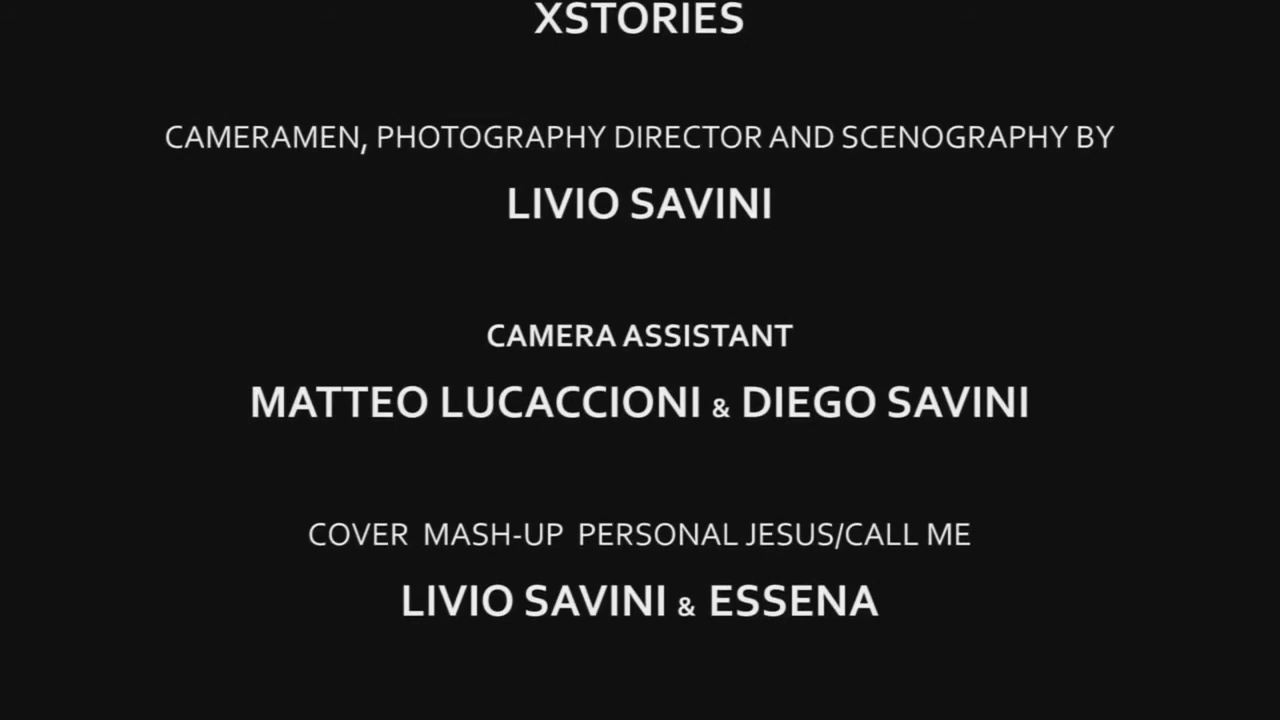 XSTORIES
CAMERAMEN, PHOTOGRAPHY DIRECTOR AND SCENOGRAPHY BY
LIVIO SAVINI
CAMERA ASSISTANT
MATTEO LUCACCIONI & DIEGO SAVINI
COVER MASH-UP PERSONAL JESUS/CALL ME
LIVIO SAVINI & ESSENA